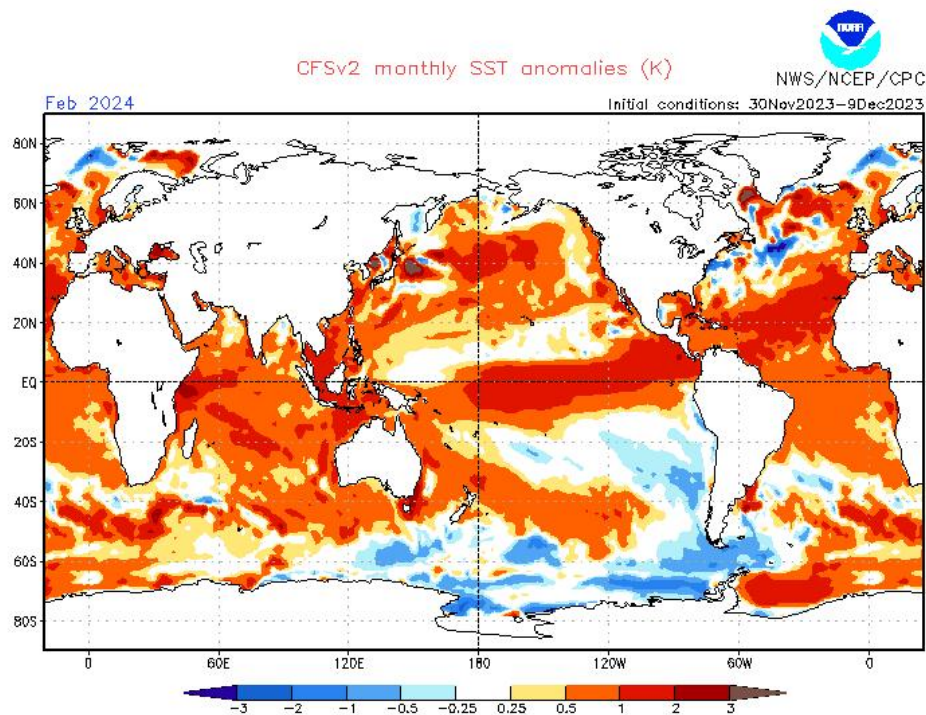 NOAA
CFSv2 monthly SST anomalies (K)
NWS/NCEP/CPC
Feb 2024
Initial conditions: 30Nov2023-9Dec2023
80N
60N
40N
20N
EQ
20S
40S
60S
80S
0 60E 120E 180 120W 60W 0
-3 -2 -1 -0.5 -0.25 0.25 0.5 1 2 3